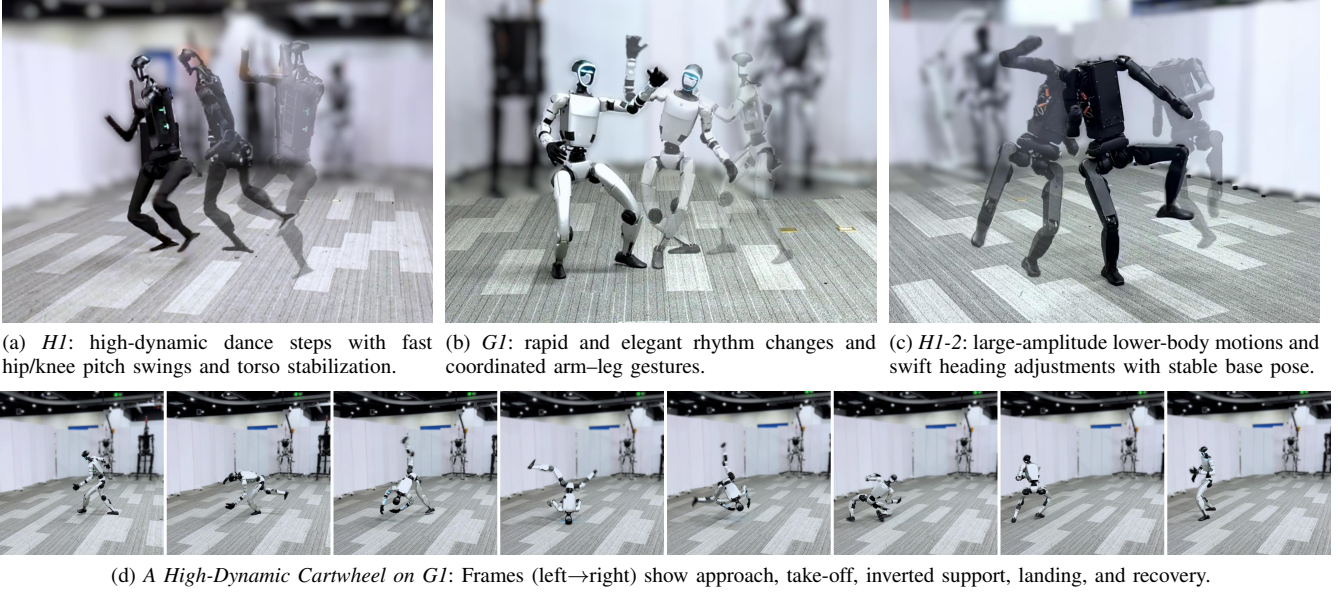 (a) H1: high-dynamic dance steps with fast
hip/knee pitch swings and torso stabilization.
(b) G1: rapid and elegant rhythm changes and
coordinated arm–leg gestures.
(c) H1-2: large-amplitude lower-body motions and
swift heading adjustments with stable base pose.
(d) A High-Dynamic Cartwheel on G1: Frames (left→right) show approach, take-off, inverted support, landing, and recovery.